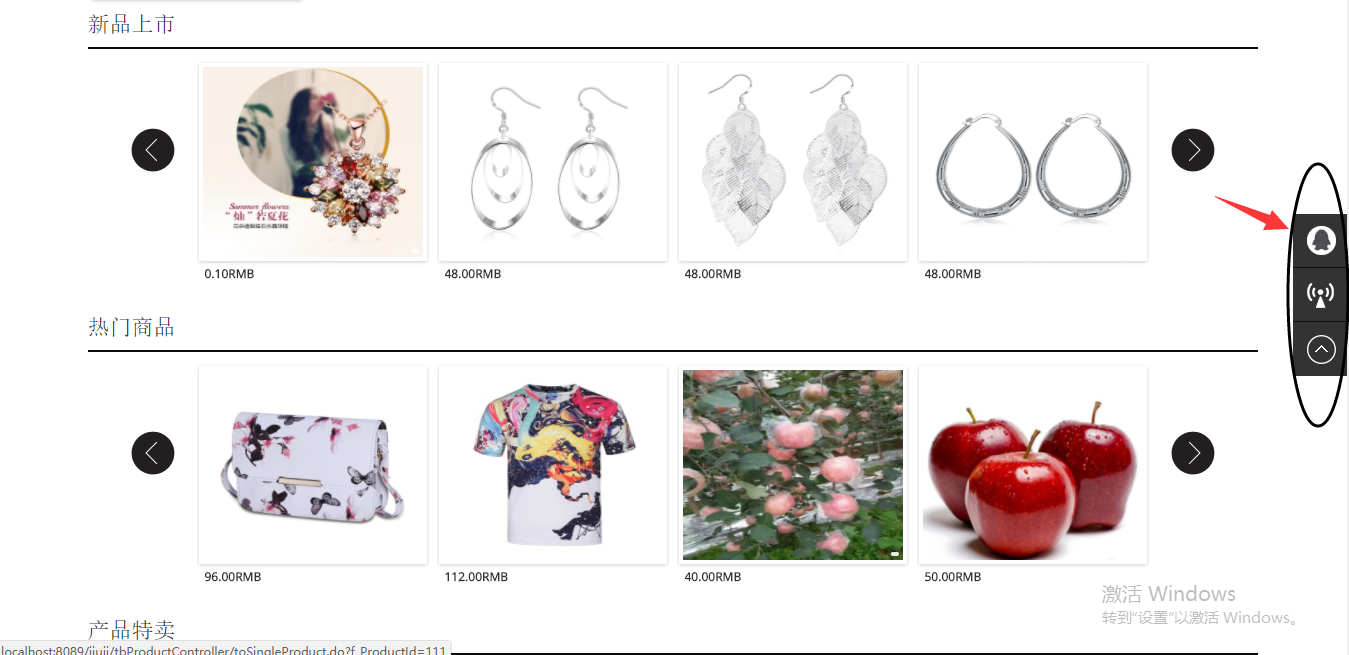 新品上市
Summer flowers
“灿”若夏花
0.10RMB
48.00RMB
48.00RMB
48.00RMB
热门商品
96.00RMB
112.00RMB
40.00RMB
50.00RMB
激活 Windows
转到“设置”以激活 Windows。
产品特卖
localhost:8089/jiuji/tbProductController/toSingleProduct.do?f_ProductId=111